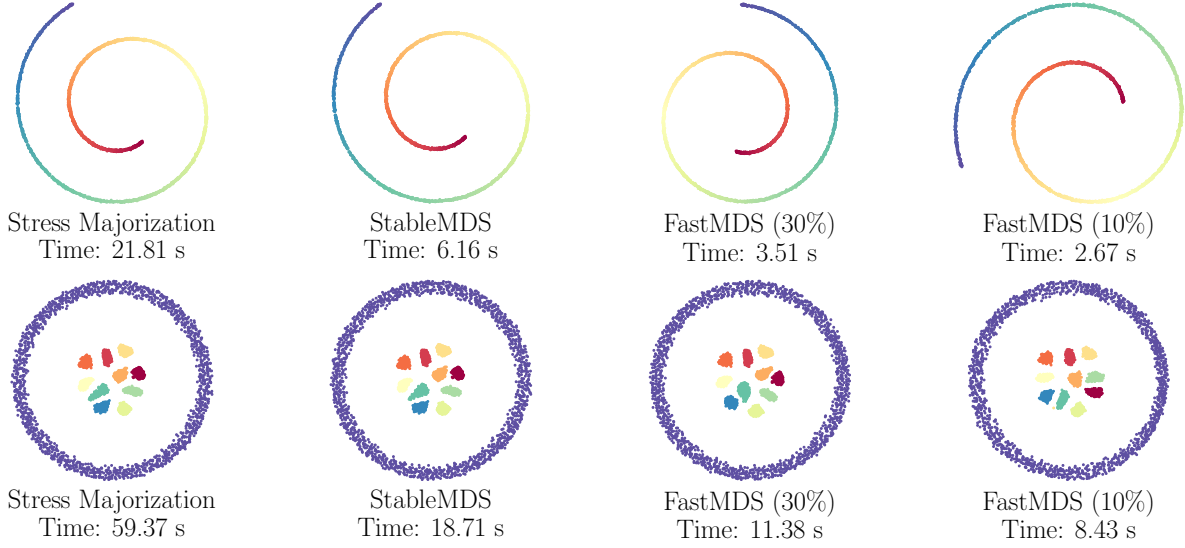 Stress Majorization
Time: 21.81 s
StableMDS
Time: 6.16 s
FastMDS (30%)
Time: 3.51 s
FastMDS (10%)
Time: 2.67 s
Stress Majorization
Time: 59.37 s
StableMDS
Time: 18.71 s
FastMDS (30%)
Time: 11.38 s
FastMDS (10%)
Time: 8.43 s